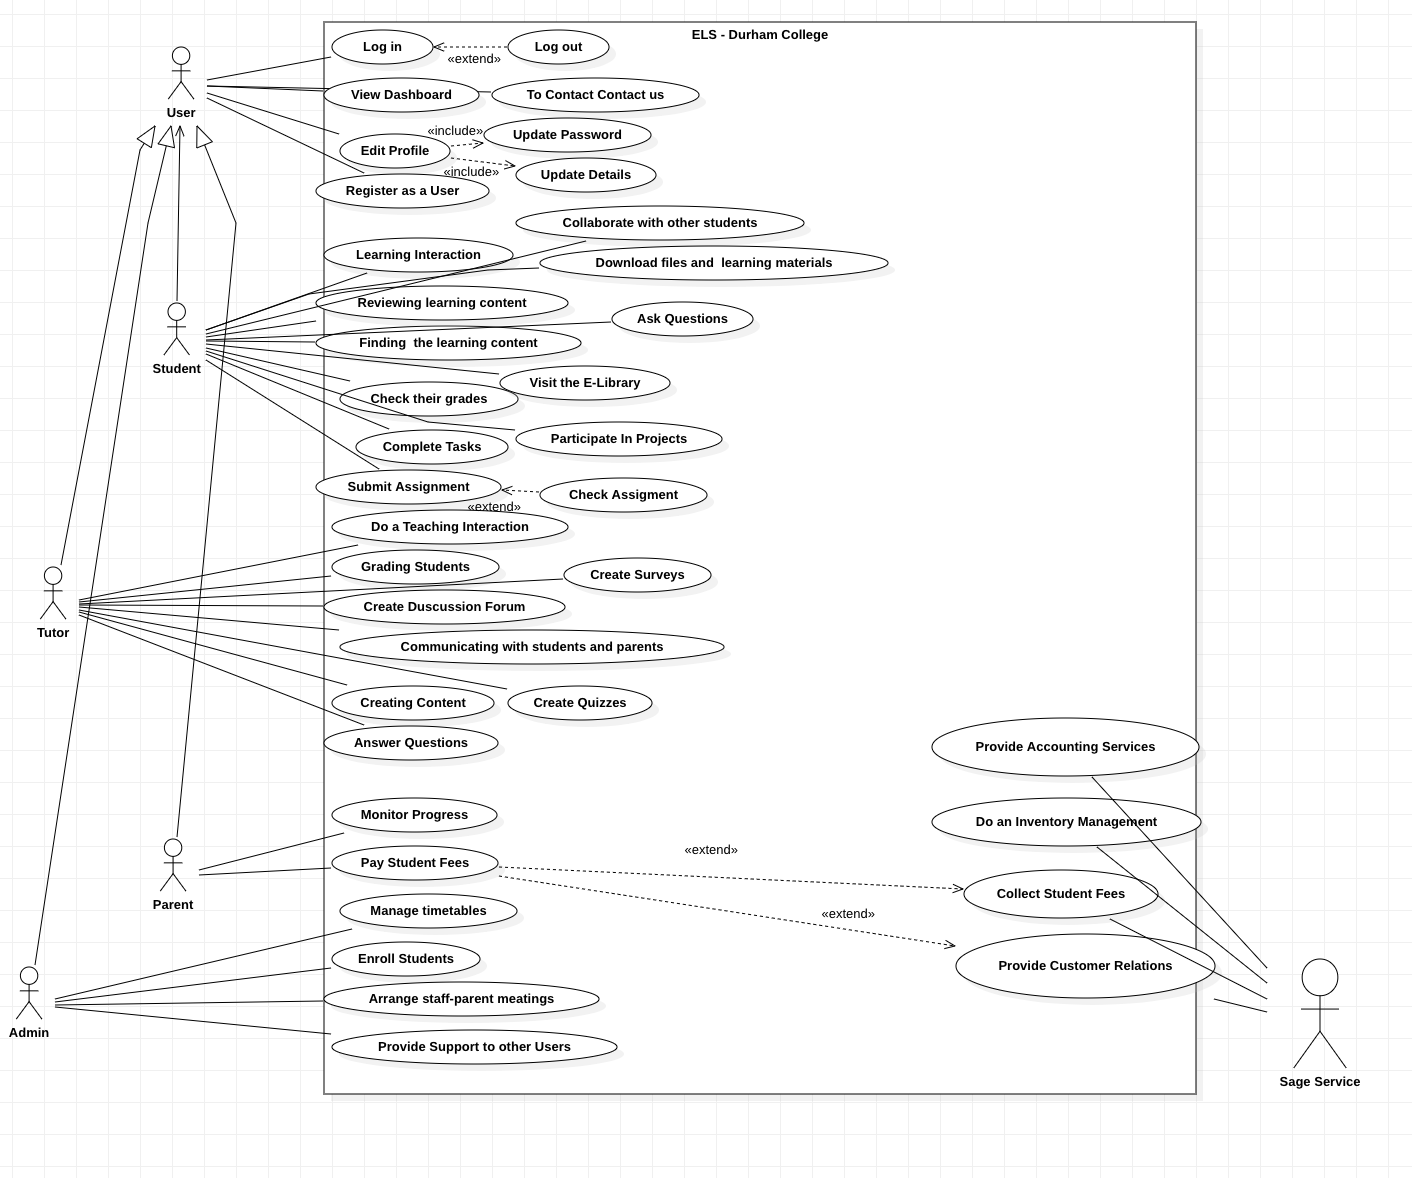 ELS - Durham College
Log in
Log out
«extend»
User
View Dashboard
To Contact Contact us
«include»
Update Password
Edit Profile
«include»
Update Details
Register as a User
Collaborate with other students
Learning Interaction
Download files and  learning materials
Reviewing learning content
Ask Questions
Finding  the learning content
Student
Visit the E-Library
Check their grades
Participate In Projects
Complete Tasks
Submit Assignment
Check Assigment
«extend»
Do a Teaching Interaction
Grading Students
Create Surveys
Create Duscussion Forum
Tutor
Communicating with students and parents
Creating Content
Create Quizzes
Answer Questions
Provide Accounting Services
Monitor Progress
Do an Inventory Management
«extend»
Pay Student Fees
Collect Student Fees
Parent
Manage timetables
«extend»
Enroll Students
Provide Customer Relations
Arrange staff-parent meatings
Admin
Provide Support to other Users
Sage Service